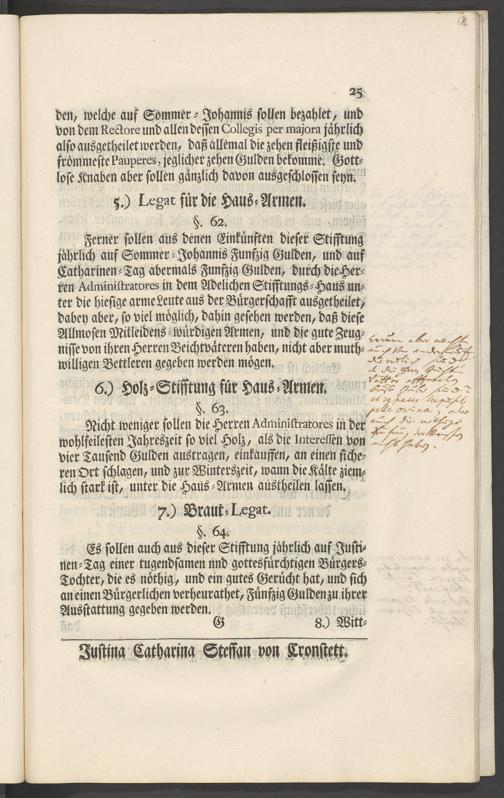 25
den, welche auf Sommer-Johannis sollen bezahlet, und
von dem Rectore und allen dessen Collegis per majora jährlich
also ausgetheilet werden, daß allemal die zehen fleißigste und
frömmeste Pauperes, jeglicher zehen Gulden bekomme. Gott-
lose Knaben aber sollen gänzlich davon ausgeschlossen seyn.
5.) Legat für die Haus-Armen.
§. 62.
Ferner sollen aus denen Einkünften dieser Stifftung
jährlich auf Sommer-Johannis Funfzig Gulden, und auf
Catharinen-Tag abermals Funfzig Gulden, durch die Her-
ren Administratores in dem Adelichen Stifftungs-Haus un-
ter die hiesige arme Leute aus der Bürgerschafft ausgetheilet,
dabey aber, so viel möglich, dahin gesehen werden, daß diese
Allmosen Mitleidens-würdigen Armen, und die gute Zeug-
nisse von ihren Herren Beichtvåteren haben, nicht aber muth-
willigen Bettleren gegeben werden mögen.
6.) Holz-Stifftung für Haus-Armen.
§. 63.
Nicht weniger sollen die Herren Administratores in der
wohlfeilesten Jahreszeit so viel Holz, als die Interessen von
vier Tausend Gulden austragen, einkauffen, an einen siche-
ren Ort schlagen, und zur Winterszeit, wann die Kälte ziem-
lich stark ist, unter die Haus-Armen austheilen lassen.
7.) Braut-Legat.
§. 64.
Es sollen auch aus dieser Stifftung jährlich auf Justi-
nen-Tag einer tugendsamen und gottesfürchtigen Bürgers-
Tochter, die es nöthig, und ein gutes Gerücht hat, und sich
an einen Bürgerlichen verheurathet, Fünfzig Gulden zu ihrer
Ausstattung gegeben werden.
G 8.) Witt-
Justina Catharina Steffan von Cronstett.